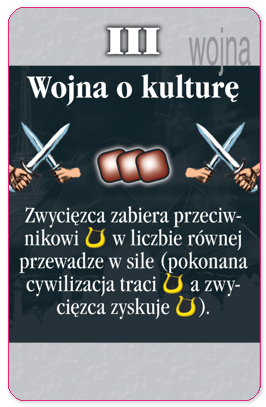 III
wojna
Wojna o kulturę
Zwycięzca zabiera przeciw-
nikowi w liczbie równej
przewadze w sile (pokonana
cywilizacja traci a zwy-
cięzca zyskuje ).